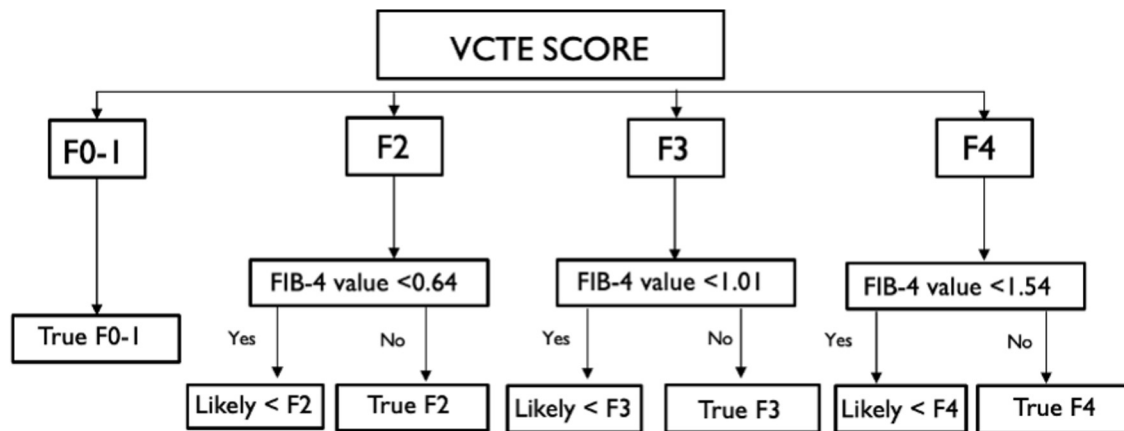 VCTE SCORE
F0-1
F2
F3
F4
FIB-4 value <0.64
FIB-4 value <1.01
FIB-4 value <1.54
True F0-1
Yes
No
Yes
No
Yes
No
Likely < F2
True F2
Likely < F3
True F3
Likely < F4
True F4